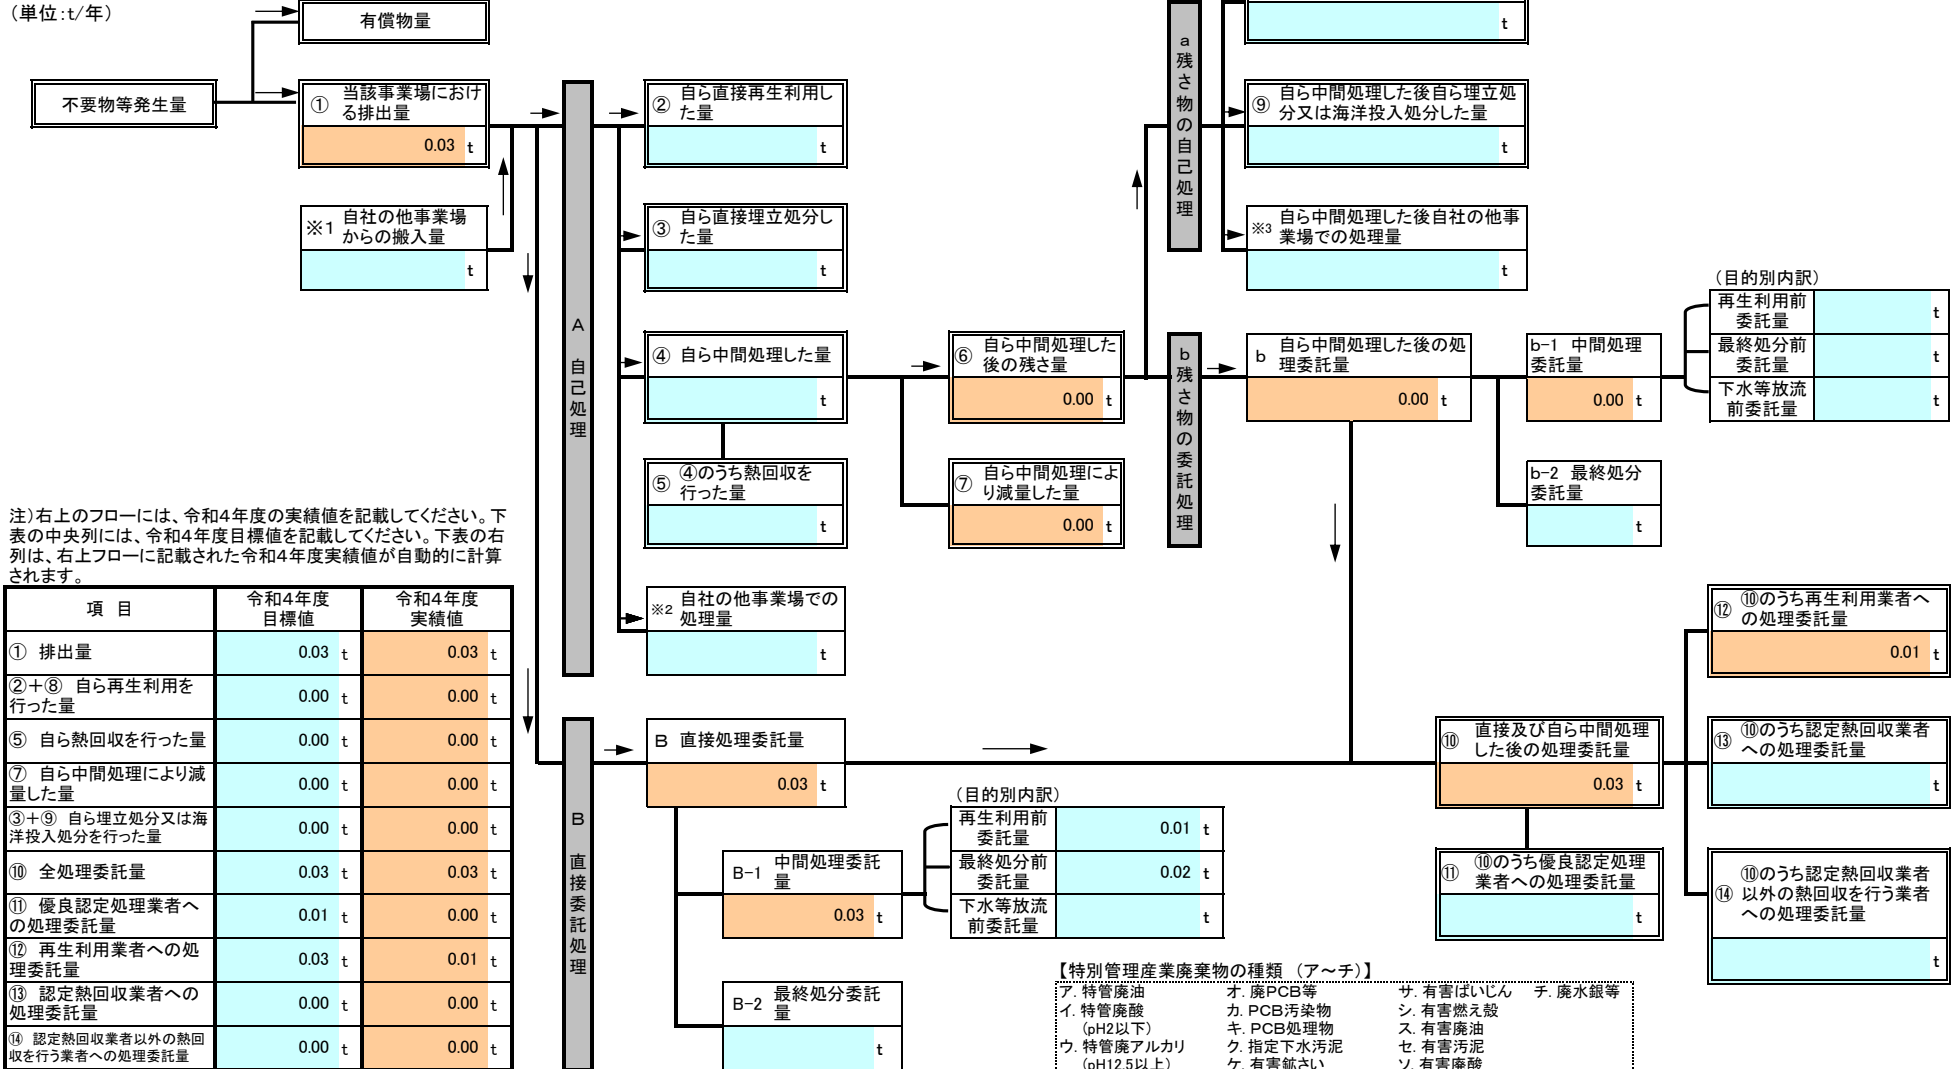 (単位:t/年)
有償物量
t
不要物等発生量
① 当該事業場におけ
る排出量
0.03 t
※1 自社の他事業場
からの搬入量
t
A 自己処理
② 自ら直接再生利用し
た量
t
③ 自ら直接埋立処分し
た量
t
④ 自ら中間処理した量
t
⑤ ④のうち熱回収を
行った量
t
※2 自社の他事業場での
処理量
t
⑥ 自ら中間処理した
後の残さ量
0.00 t
⑦ 自ら中間処理によ
り減量した量
0.00 t
a 残さ物の自己処理
⑨ 自ら中間処理した後自ら埋立処
分又は海洋投入処分した量
t
※3 自ら中間処理した後自社の他事
業場での処理量
t
b 残さ物の委託処理
b 自ら中間処理した後の処
理委託量
0.00 t
b-1 中間処理
委託量
0.00 t
b-2 最終処分
委託量
t
(目的別内訳)
再生利用前
委託量 t
最終処分前
委託量 t
下水等放流
前委託量 t
注)右上のフローには、令和4年度の実績値を記載してください。下
表の中央列には、令和4年度目標値を記載してください。下表の右
列は、右上フローに記載された令和4年度実績値が自動的に計算
されます。
項 目 令和4年度
目標値 令和4年度
実績値
① 排出量 0.03 t 0.03 t
②+⑧ 自ら再生利用を
行った量 0.00 t 0.00 t
⑤ 自ら熱回収を行った量 0.00 t 0.00 t
⑦ 自ら中間処理により減
量した量 0.00 t 0.00 t
③+⑨ 自ら埋立処分又は海
洋投入処分を行った量 0.00 t 0.00 t
⑩ 全処理委託量 0.03 t 0.03 t
⑪ 優良認定処理業者へ
の処理委託量 0.01 t 0.00 t
⑫ 再生利用業者への処
理委託量 0.03 t 0.01 t
⑬ 認定熱回収業者への
処理委託量 0.00 t 0.00 t
⑭ 認定熱回収業者以外の熱回
収を行う業者への処理委託量 0.00 t 0.00 t
B 直接委託処理
B 直接処理委託量
0.03 t
B-1 中間処理委託
量
0.03 t
B-2 最終処分委託
量
t
(目的別内訳)
再生利用前
委託量 0.01 t
最終処分前
委託量 0.02 t
下水等放流
前委託量 t
⑩ 直接及び自ら中間処理
した後の処理委託量
0.03 t
⑪ ⑩のうち優良認定処理
業者への処理委託量
t
⑫ ⑩のうち再生利用業者へ
の処理委託量
0.01 t
⑬ ⑩のうち認定熱回収業者
への処理委託量
t
⑭ ⑩のうち認定熱回収業者
以外の熱回収を行う業者
への処理委託量
t
【特別管理産業廃棄物の種類 (ア~チ)】
ア. 特管廃油 オ. 廃PCB等 サ. 有害ばいじん チ. 廃水銀等
イ. 特管廃酸 カ. PCB汚染物 シ. 有害燃え殻
(pH2以下) キ. PCB処理物 ス. 有害廃油
ウ. 特管廃アルカリ ク. 指定下水汚泥 セ. 有害汚泥
(pH12.5以上) ケ. 有害鉱さい ソ. 有害廃酸